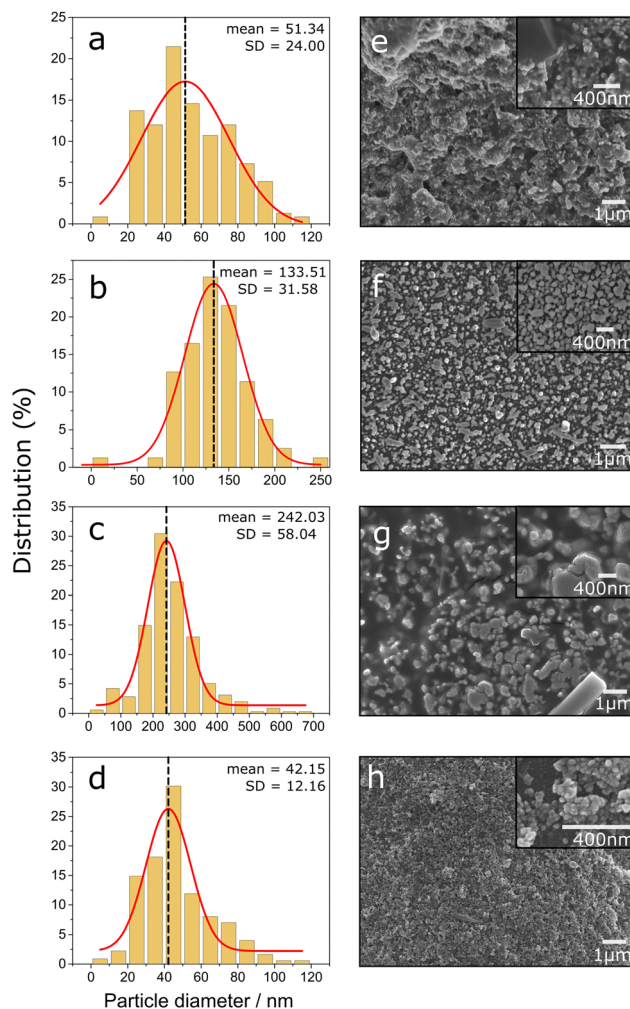 a
mean = 51.34
SD = 24.00
25
20
15
10
5
0
0 20 40 60 80 100 120
e
400nm
1μm
b
mean = 133.51
SD = 31.58
25
20
15
10
5
0
0 50 100 150 200 250
f
400nm
1μm
Distribution (%)
c
mean = 242.03
SD = 58.04
35
30
25
20
15
10
5
0
0 100 200 300 400 500 600 700
g
400nm
1μm
d
mean = 42.15
SD = 12.16
35
30
25
20
15
10
5
0
0 20 40 60 80 100 120
Particle diameter / nm
h
400nm
1μm